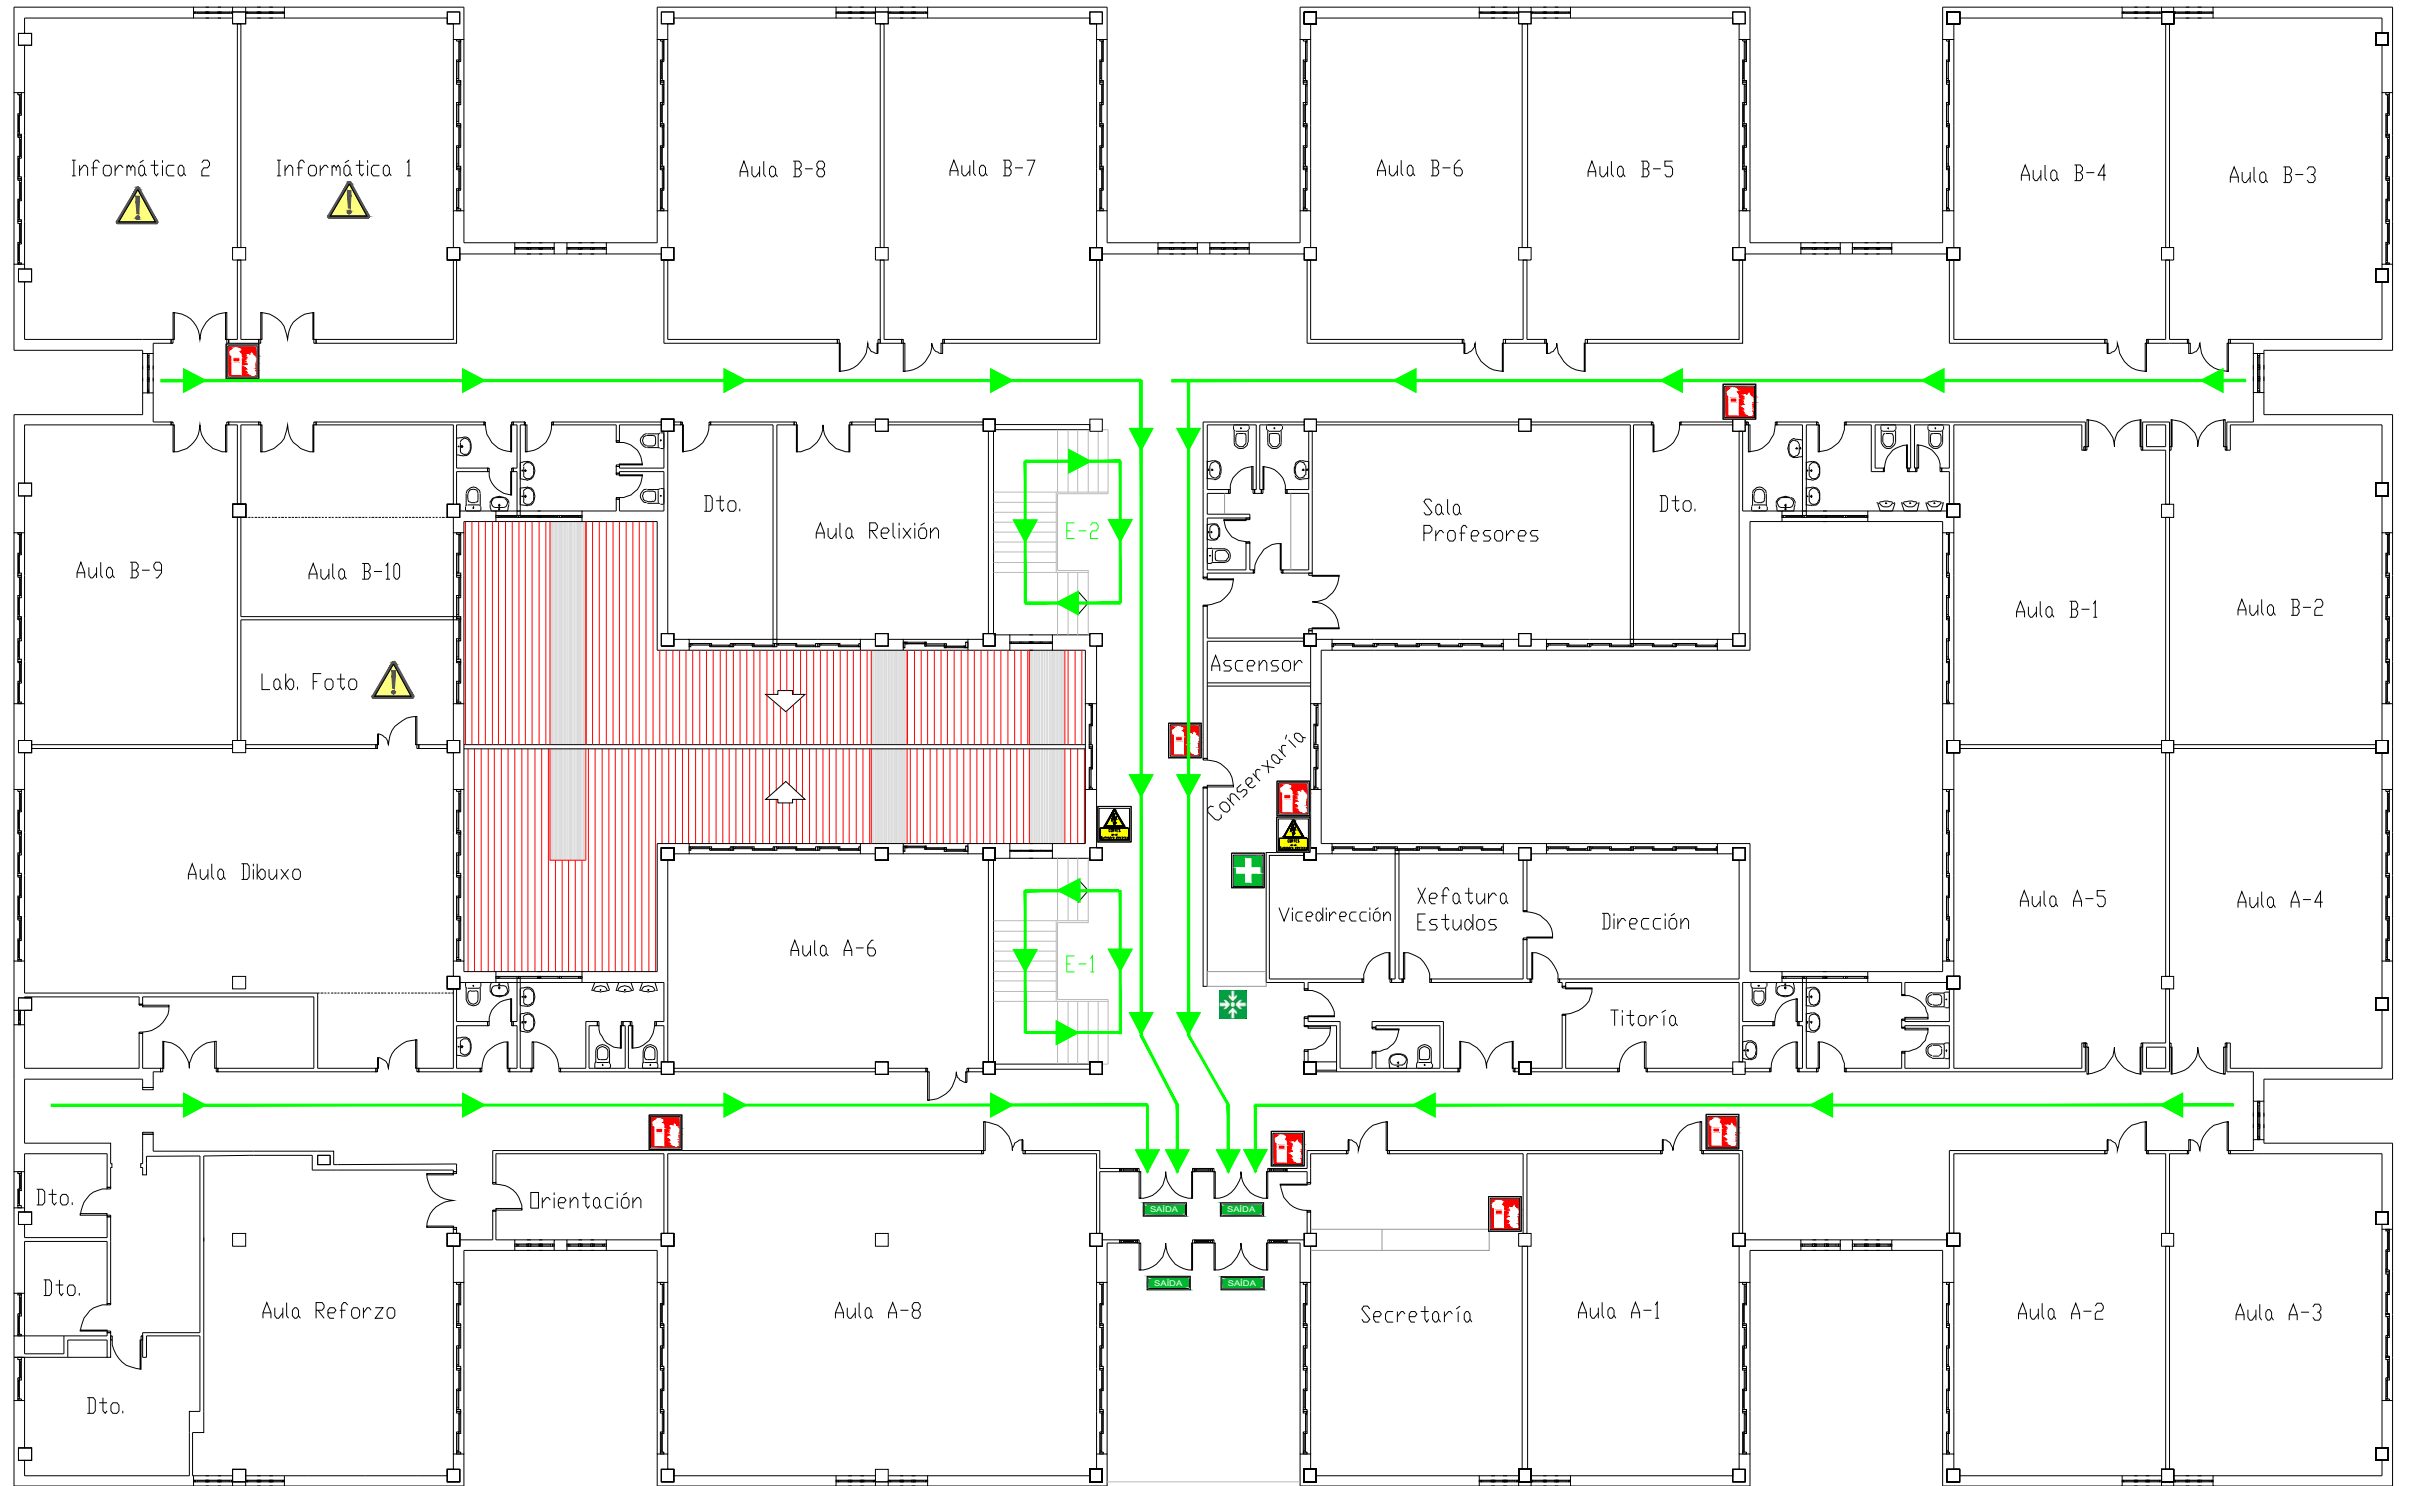 Informática 2
Informática 1
Aula B-8
Aula B-7
Aula B-6
Aula B-5
Aula B-4
Aula B-3
Aula B-9
Aula B-10
Dto.
Aula Relixión
E-2
Sala
Profesores
Dto.
Aula B-1
Aula B-2
Lab. Foto
Ascensor
Conserxaría
Aula Dibuxo
Aula A-6
E-1
Vicedirección
Xefatura
Estudos
Dirección
Aula A-5
Aula A-4
Titoría
Dto.
Orientación
SAÍDA
SAÍDA
Dto.
SAÍDA
SAÍDA
Aula Reforzo
Aula A-8
Secretaría
Aula A-1
Aula A-2
Aula A-3
Dto.